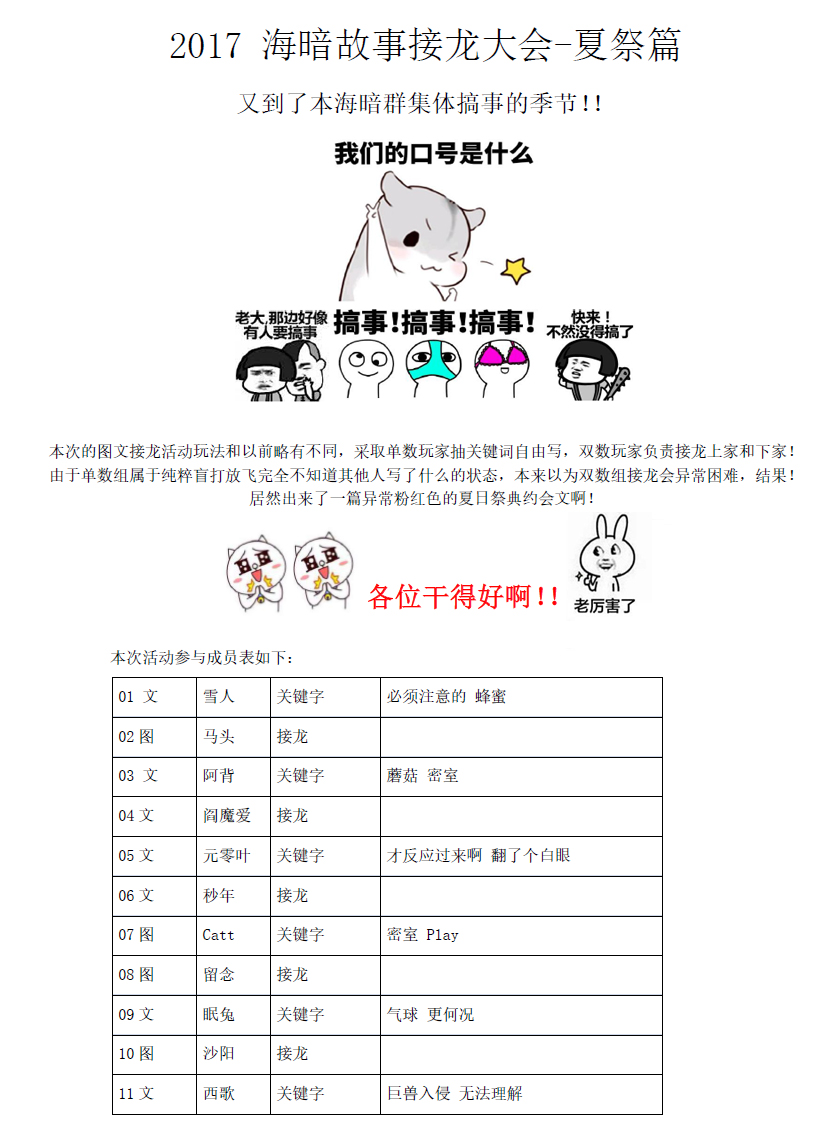 2017 海暗故事接龙大会-夏祭篇
又到了本海暗群集体搞事的季节!!
我们的口号是什么
老大,那边好像
有人要搞事
搞事!搞事!搞事!
快来!
不然没得搞了
本次的图文接龙活动玩法和以前略有不同，采取单数玩家抽关键词自由写，双数玩家负责接龙上家和下家!
由于单数组属于纯粹盲打放飞完全不知道其他人写了什么的状态，本来以为双数组接龙会异常困难，结果!
居然出来了一篇异常粉红色的夏日祭典约会文啊!
各位干得好啊!!
老厉害了
本次活动参与成员表如下:
01 文 雪人 关键字 必须注意的 蜂蜜
02 图 马头 接龙
03 文 阿背 关键字 蘑菇 密室
04 文 阎魔爱 接龙
05 文 元零叶 关键字 才反应过来啊 翻了个白眼
06 文 秒年 接龙
07 图 Catt 关键字 密室 Play
08 图 留念 接龙
09 文 眠兔 关键字 气球 更何况
10 图 沙阳 接龙
11 文 西歌 关键字 巨兽入侵 无法理解